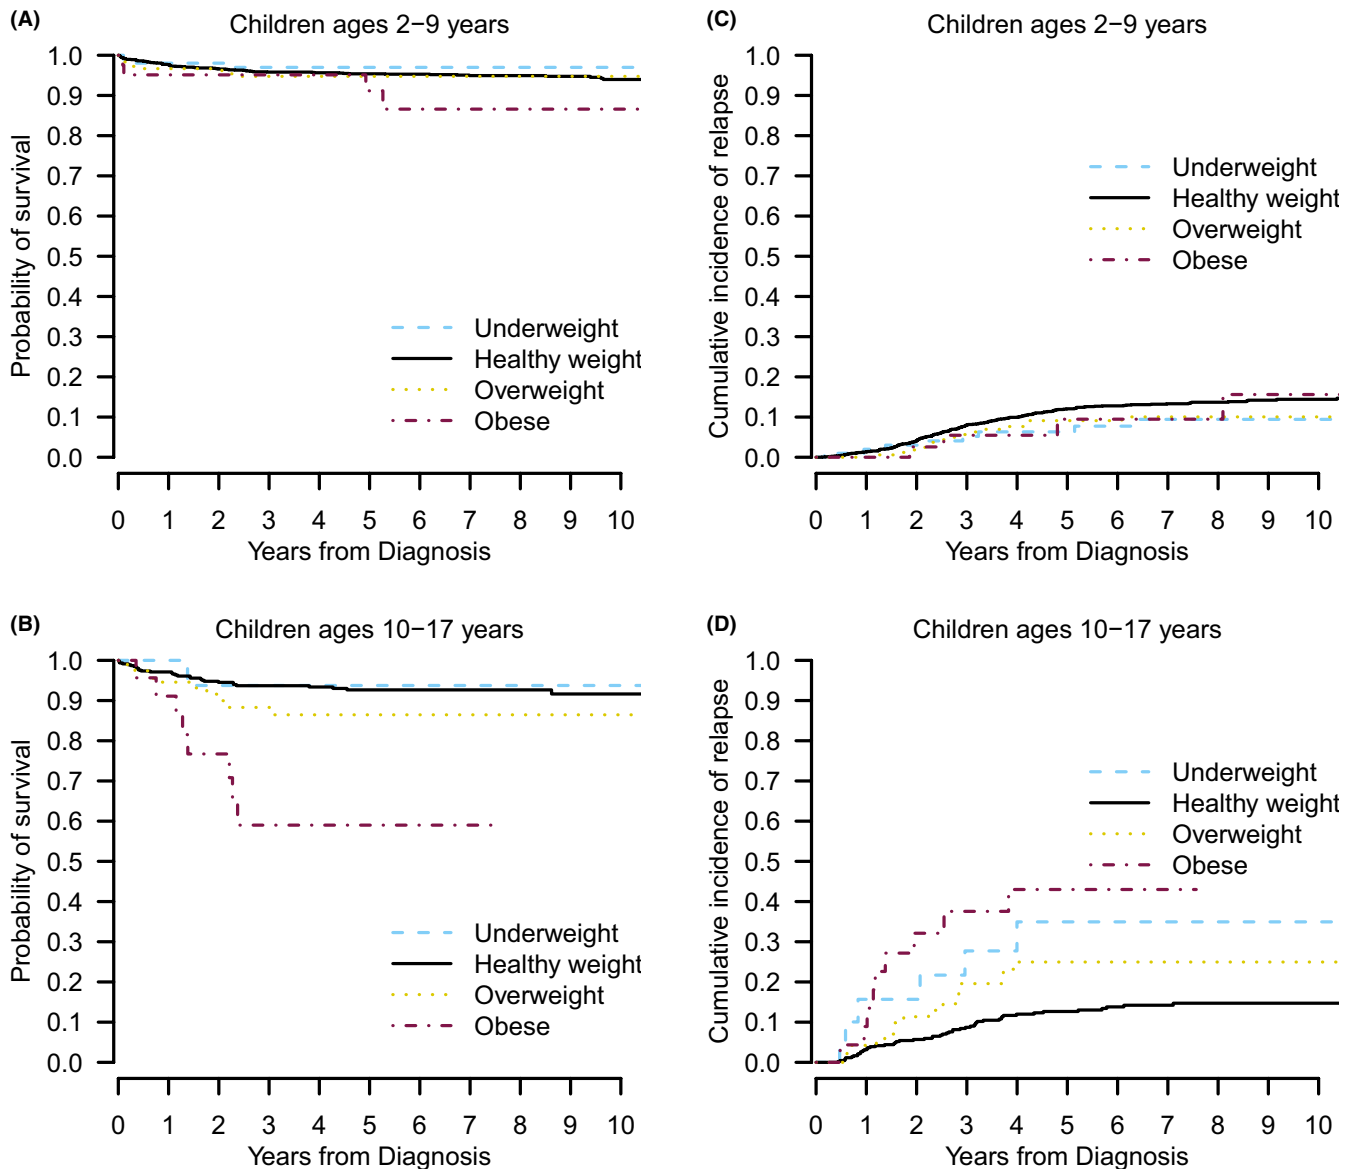 (A)
Children ages 2−9 years
Probability of survival
1.0
0.9
0.8
0.7
0.6
0.5
0.4
0.3
0.2
0.1
0.0
Underweight
Healthy weight
Overweight
Obese
0 1 2 3 4 5 6 7 8 9 10
Years from Diagnosis
(C)
Children ages 2−9 years
Cumulative incidence of relapse
1.0
0.9
0.8
0.7
0.6
0.5
0.4
0.3
0.2
0.1
0.0
Underweight
Healthy weight
Overweight
Obese
0 1 2 3 4 5 6 7 8 9 10
Years from Diagnosis
(B)
Children ages 10−17 years
Probability of survival
1.0
0.9
0.8
0.7
0.6
0.5
0.4
0.3
0.2
0.1
0.0
Underweight
Healthy weight
Overweight
Obese
0 1 2 3 4 5 6 7 8 9 10
Years from Diagnosis
(D)
Children ages 10−17 years
Cumulative incidence of relapse
1.0
0.9
0.8
0.7
0.6
0.5
0.4
0.3
0.2
0.1
0.0
Underweight
Healthy weight
Overweight
Obese
0 1 2 3 4 5 6 7 8 9 10
Years from Diagnosis